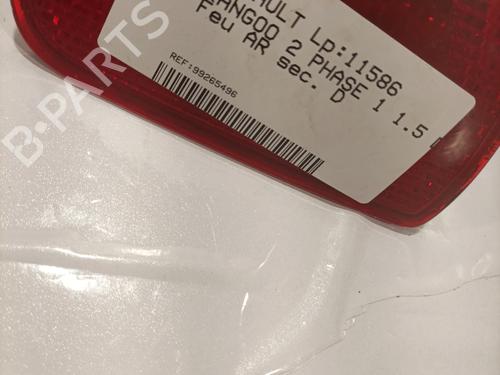 AULT Lp:11586
ANGOO 2 PHASE 1 1.5
Feu AR sec. D
REF:99265496
B-PARTS